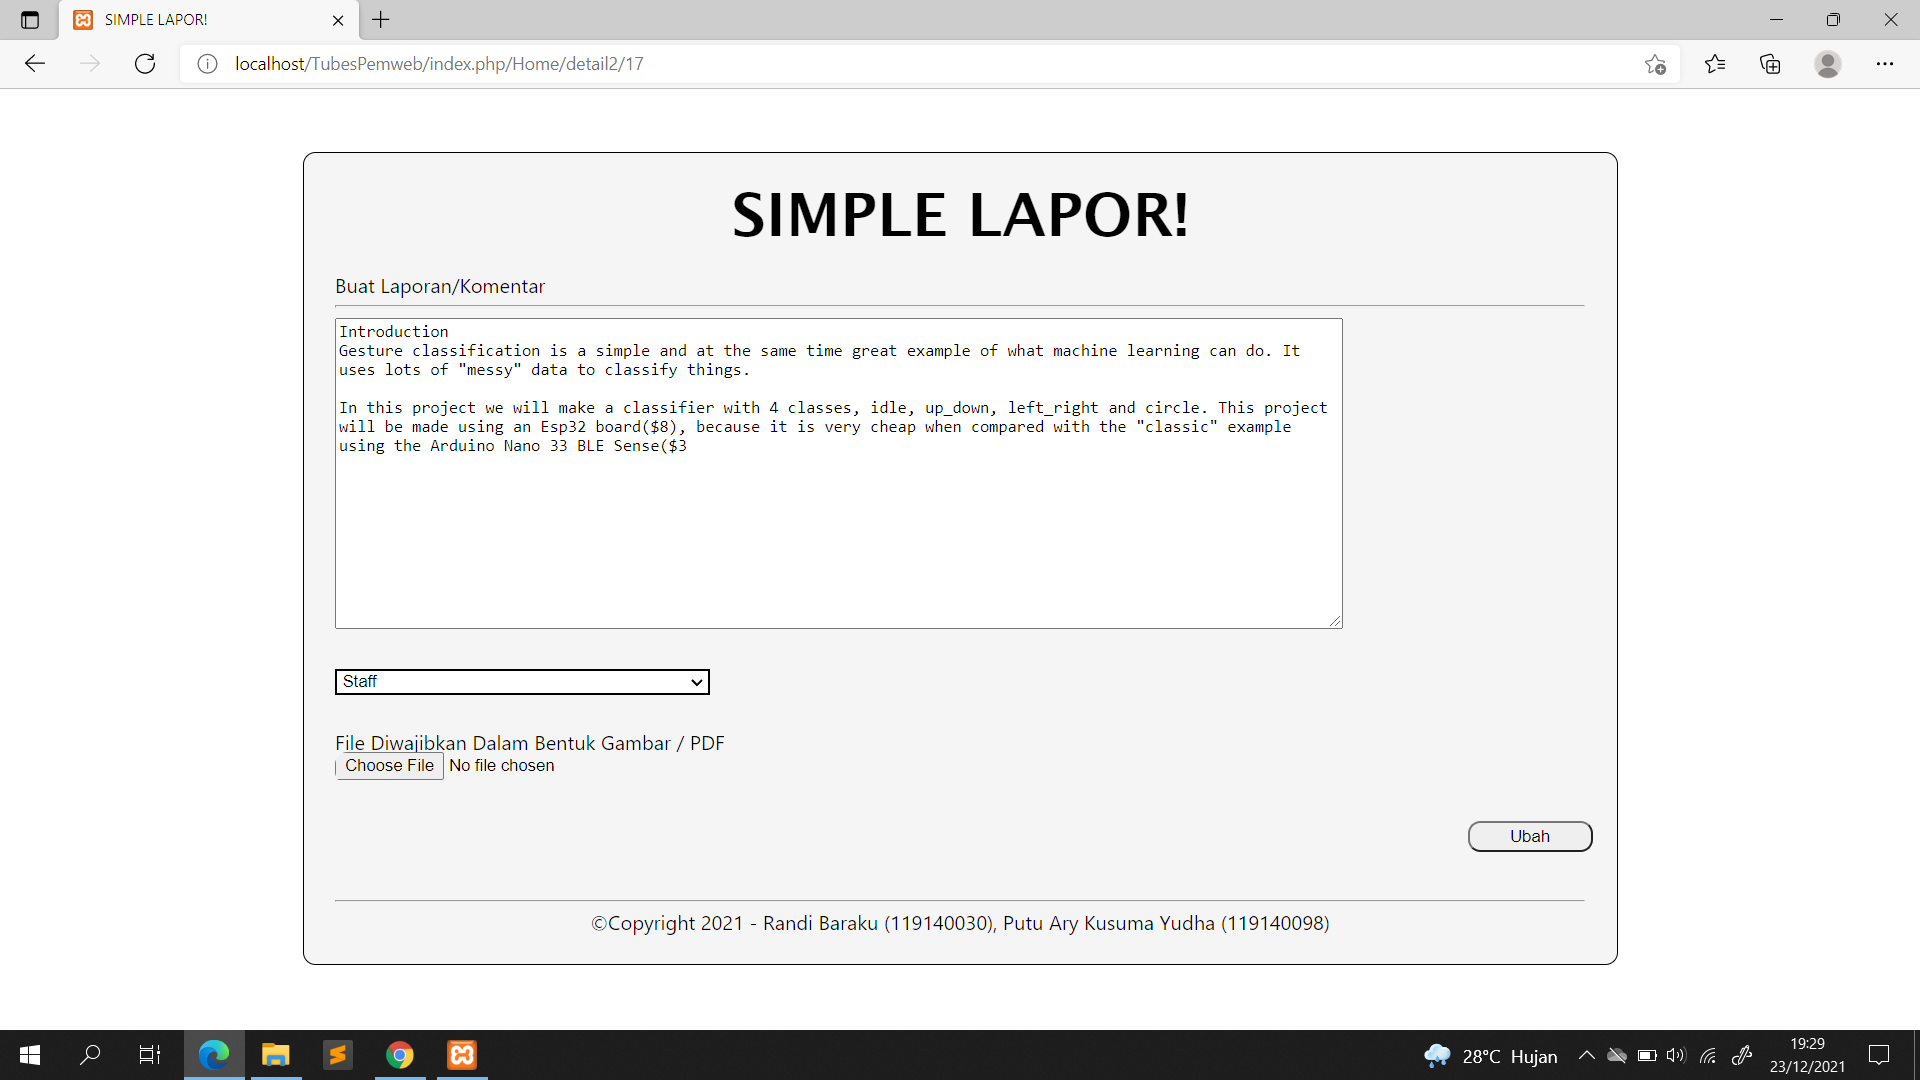 SIMPLE LAPOR!
localhost/TubesPemweb/index.php/Home/detail2/17
SIMPLE LAPOR!
Buat Laporan/Komentar
Introduction
Gesture classification is a simple and at the same time great example of what machine learning can do. It
uses lots of "messy" data to classify things.
In this project we will make a classifier with 4 classes, idle, up_down, left_right and circle. This project
will be made using an Esp32 board($8), because it is very cheap when compared with the "classic" example
using the Arduino Nano 33 BLE Sense($3
Staff
File Diwajibkan Dalam Bentuk Gambar / PDF
Choose File No file chosen
Ubah
©Copyright 2021 - Randi Baraku (119140030), Putu Ary Kusuma Yudha (119140098)
28°C Hujan
19:29
23/12/2021